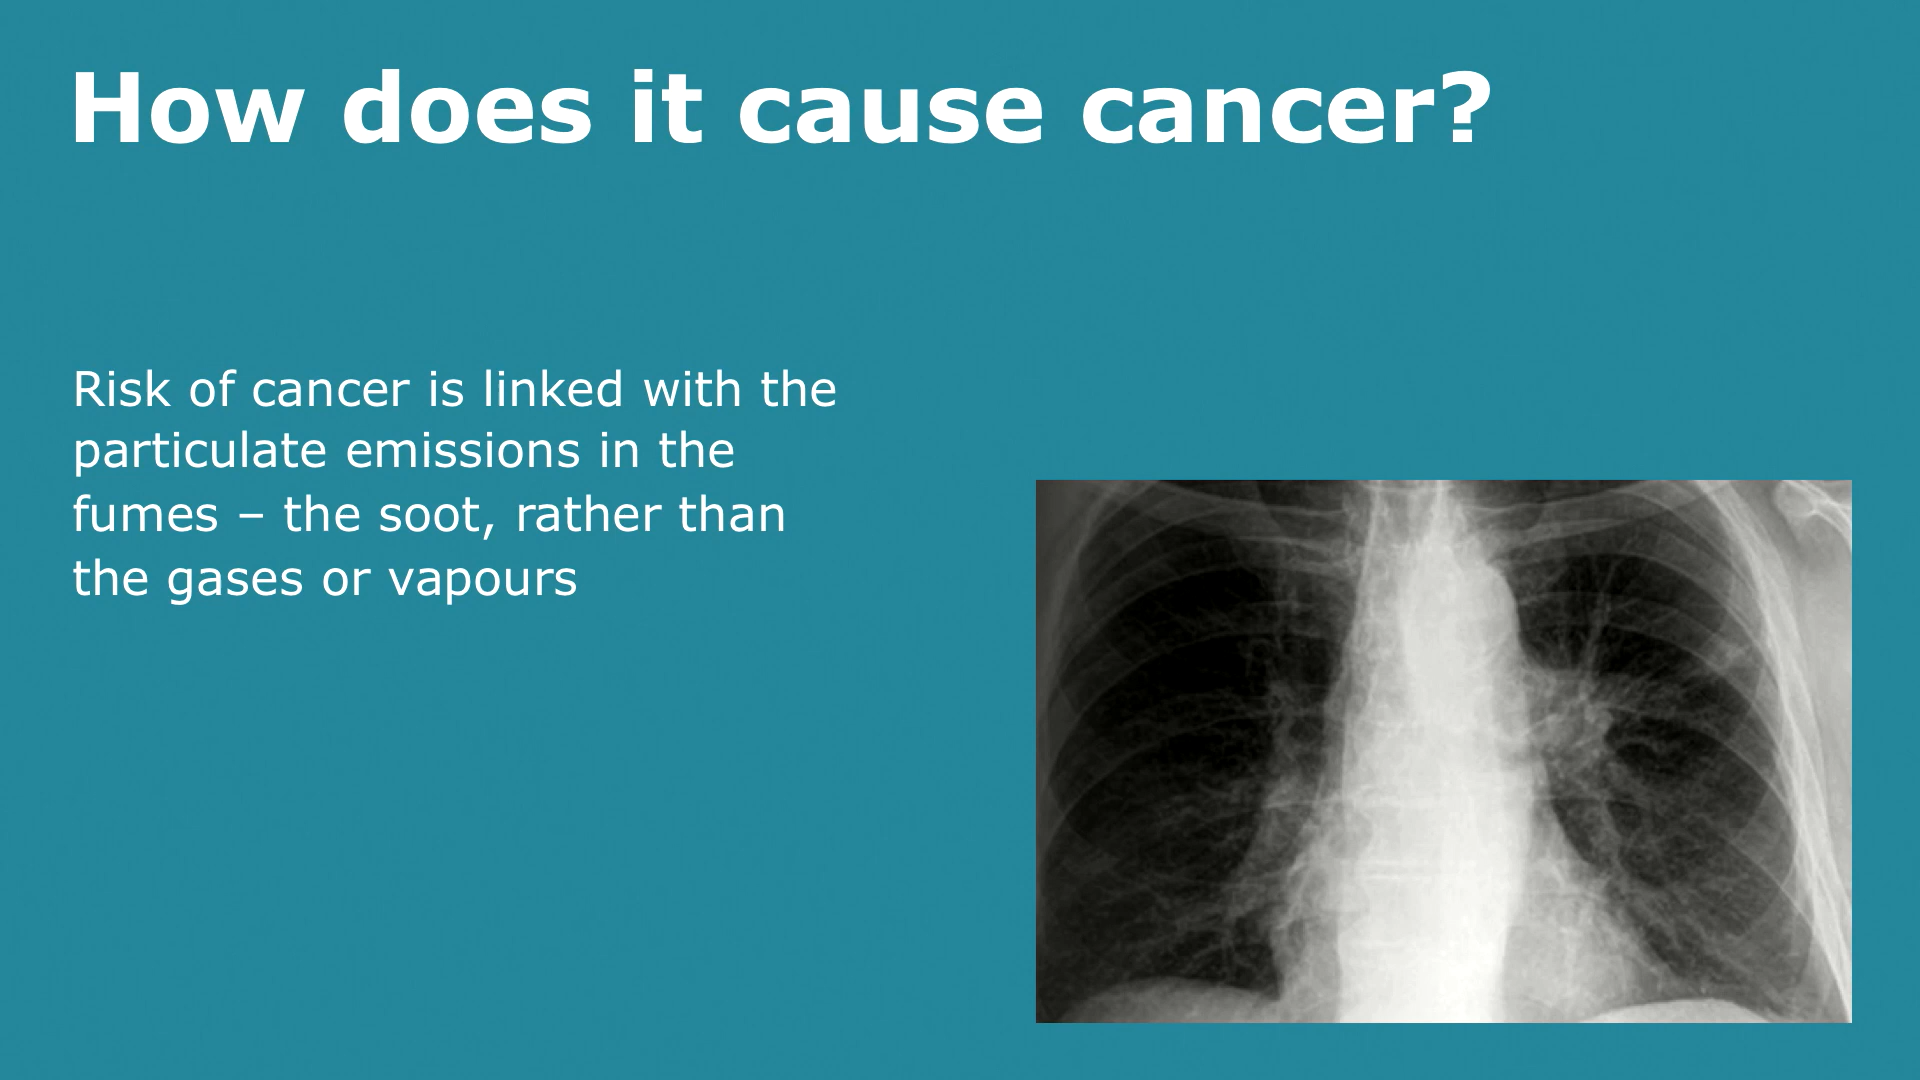 How does it cause cancer?
Risk of cancer is linked with the
particulate emissions in the
fumes – the soot, rather than
the gases or vapours